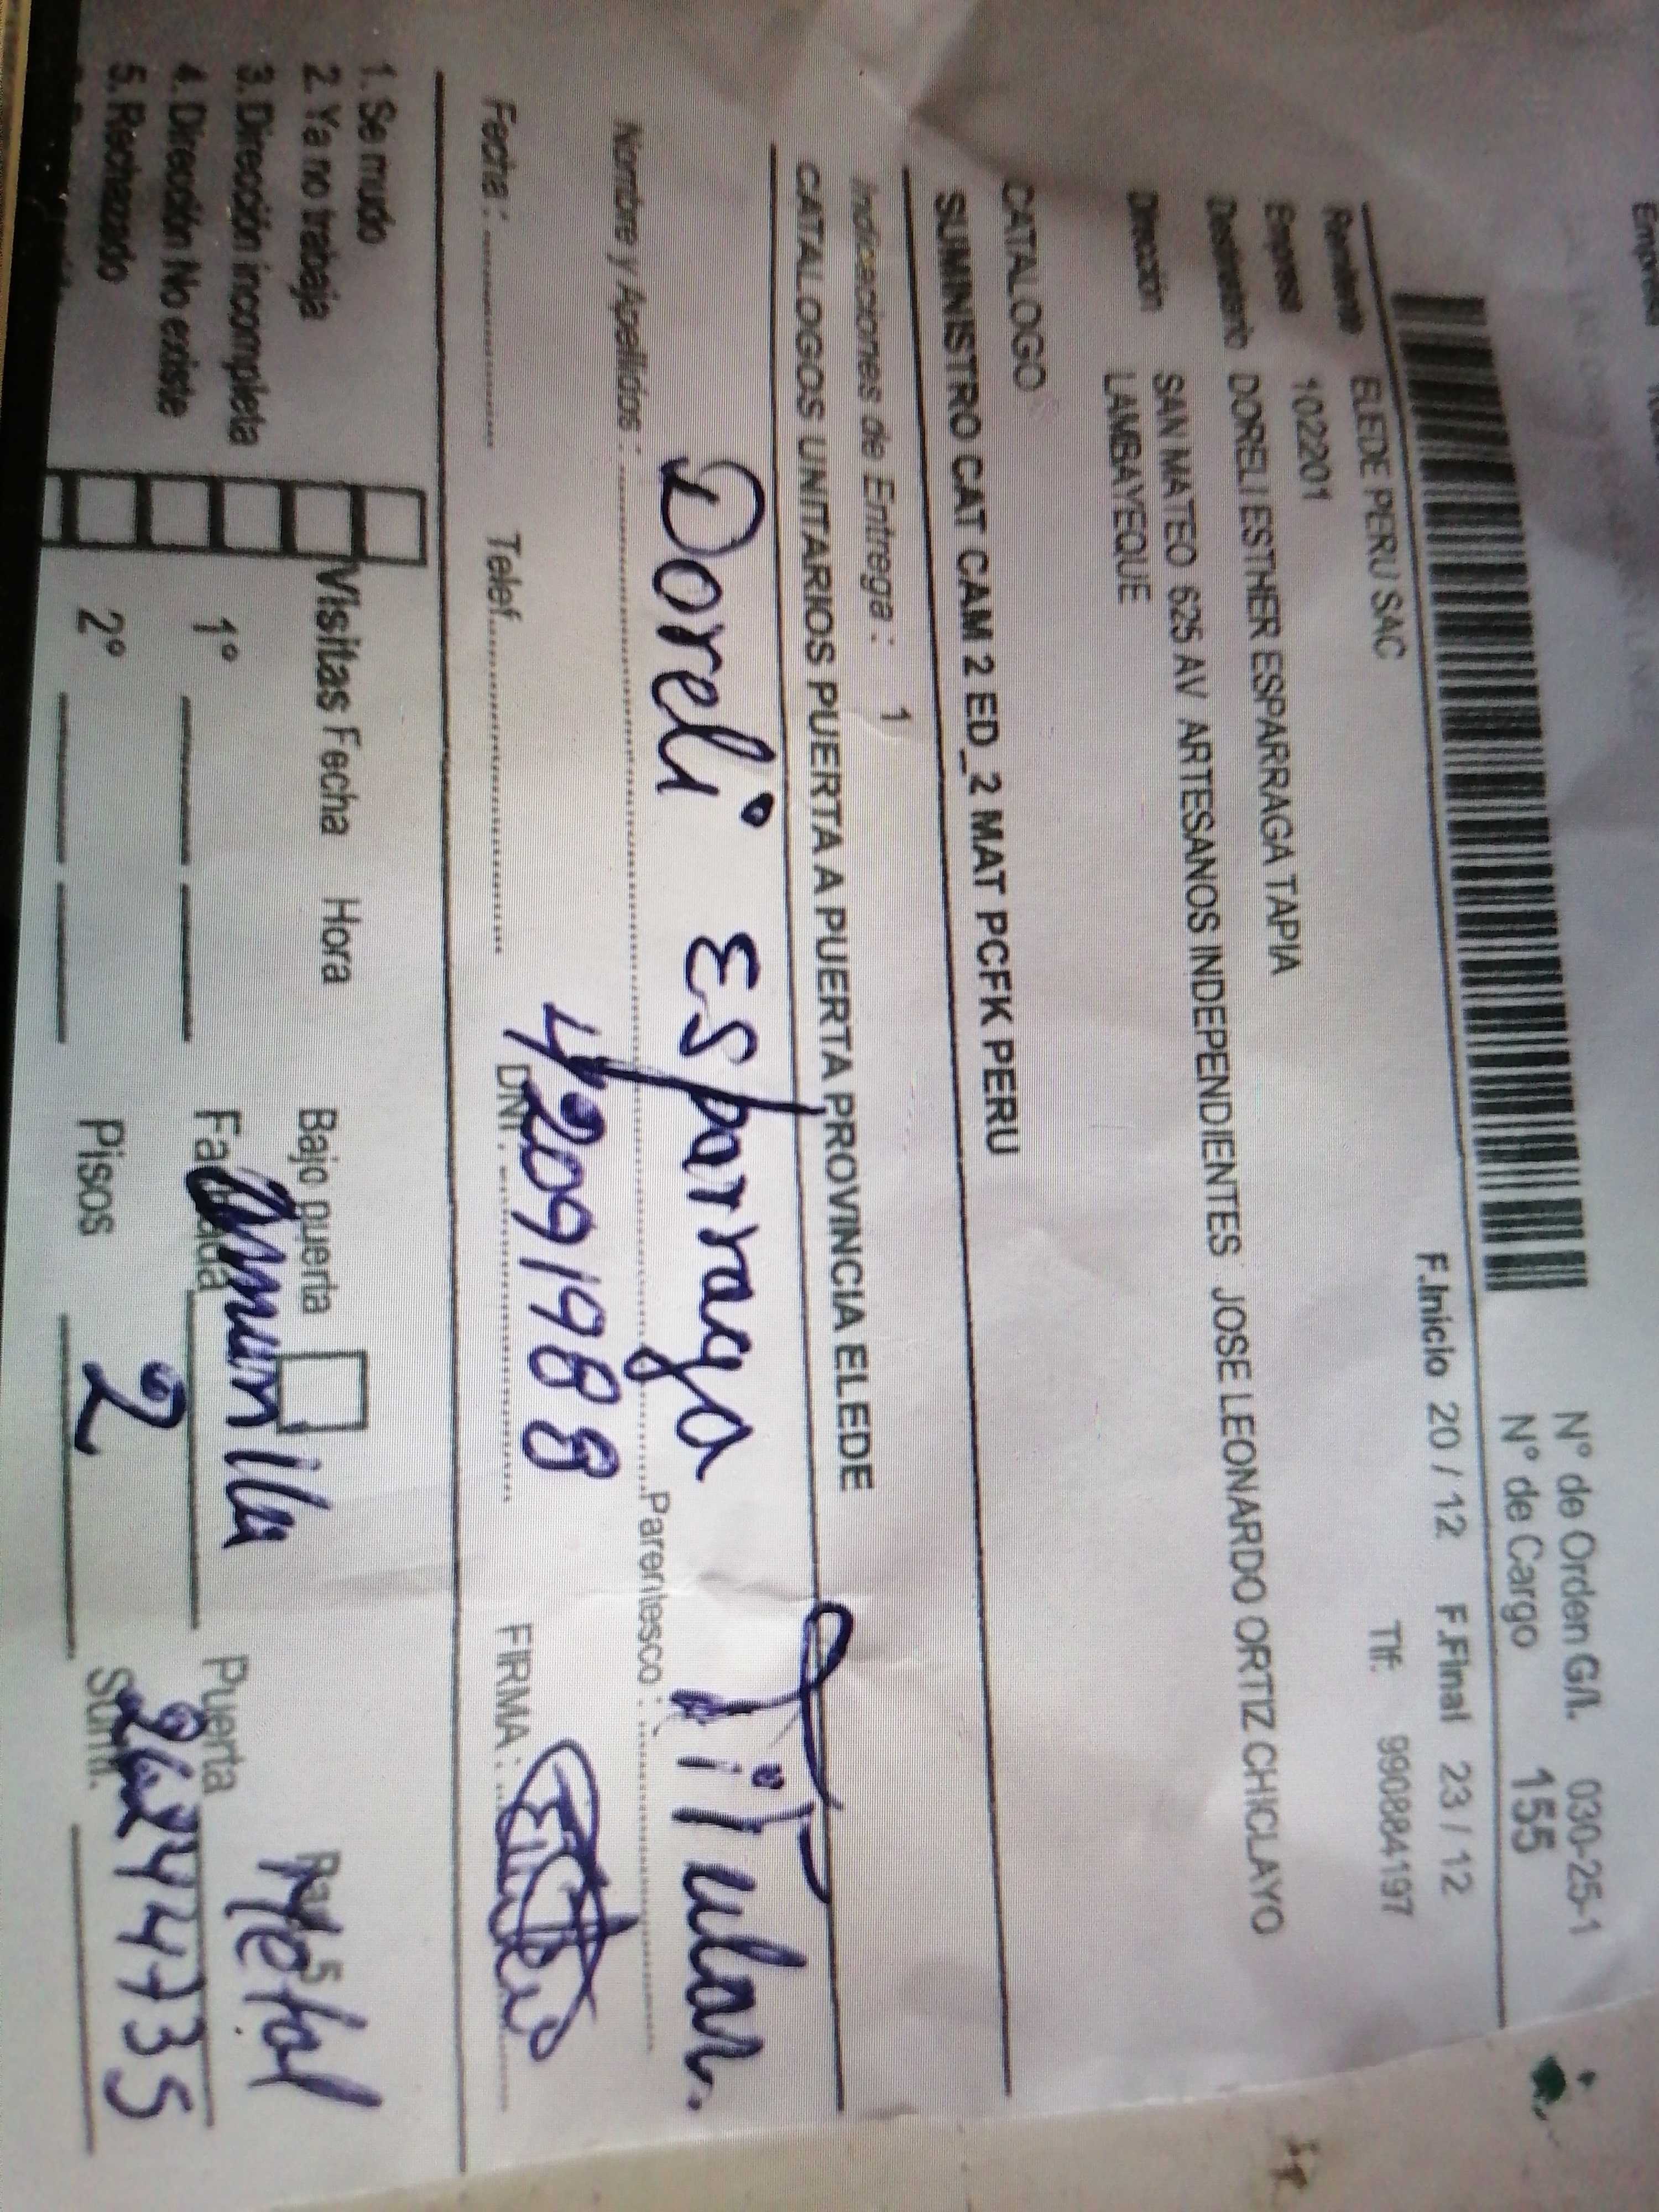 N° de Orden G/l. 030-25-1
N° de Cargo 155
F.Inicio 20 / 12 F.Final 23 / 12
Remitente ELEDE PERU SAC Tlf: 990884197
Empresa 102201
Destinatario DORELI ESTHER ESPARRAGA TAPIA
Dirección SAN MATEO 625 AV ARTESANOS INDEPENDIENTES JOSE LEONARDO ORTIZ CHICLAYO
LAMBAYEQUE
CATALOGO
SUMINISTRO CAT CAM 2 ED_2 MAT PCFK PERU
Indicaciones de Entrega : 1
CATALOGOS UNITARIOS PUERTA A PUERTA PROVINCIA ELEDE
Doreli Esparraga Titular.
Nombre y Apellidos : Parentesco :
42091988
Fecha : Telef. DNI : FIRMA :
1. Se mudo
2. Ya no trabaja Visitas Fecha Hora Bajo puerta
3. Dirección incompleta Metal
4. Dirección No existe 1° Puerta
5. Rechazado 2° Pisos 2 Sumt.